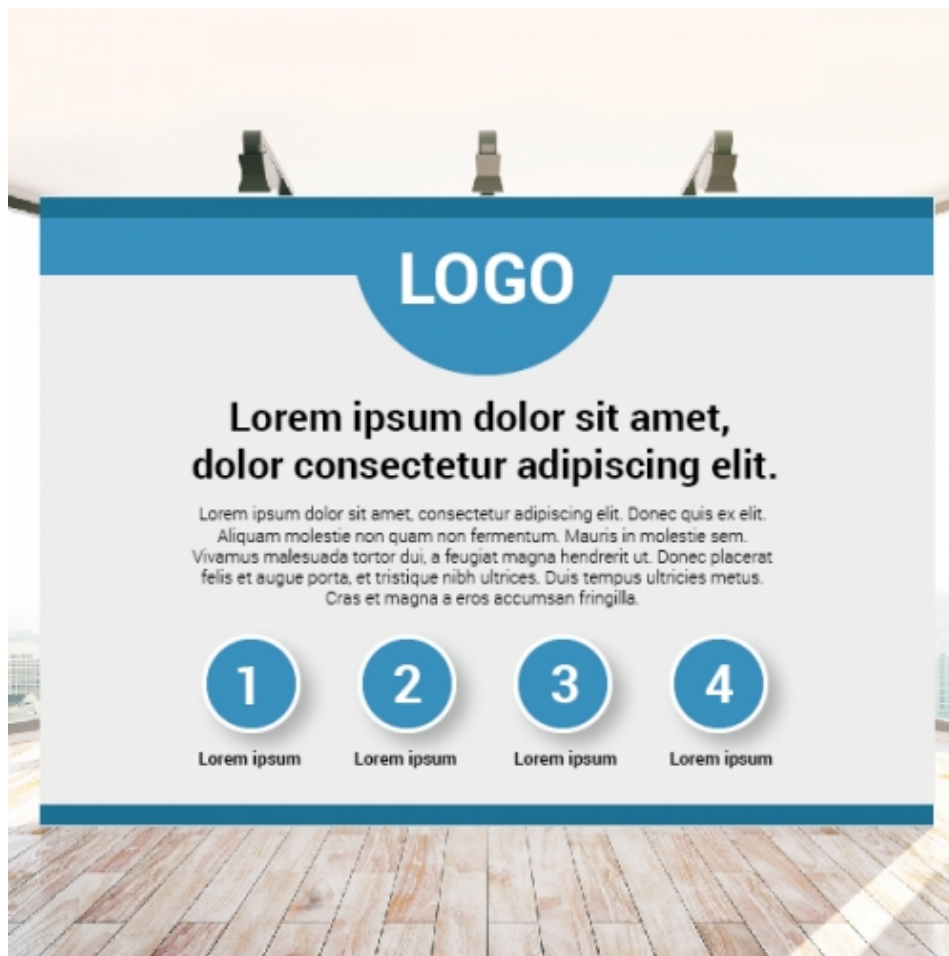 LOGO
Lorem ipsum dolor sit amet,
dolor consectetur adipiscing elit.
Lorem ipsum dolor sit amet, consectetur adipiscing elit. Donec quis ex elit.
Aliquam molestie non quam non fermentum. Mauris in molestie sem.
Vivamus malesuada tortor dui, a feugiat magna hendrerit ut. Donec placerat
felis et augue porta, et tristique nibh ultrices. Duis tempus ultricies metus.
Cras et magna a eros accumsan fringilla.
1 2 3 4
Lorem ipsum Lorem ipsum Lorem ipsum Lorem ipsum